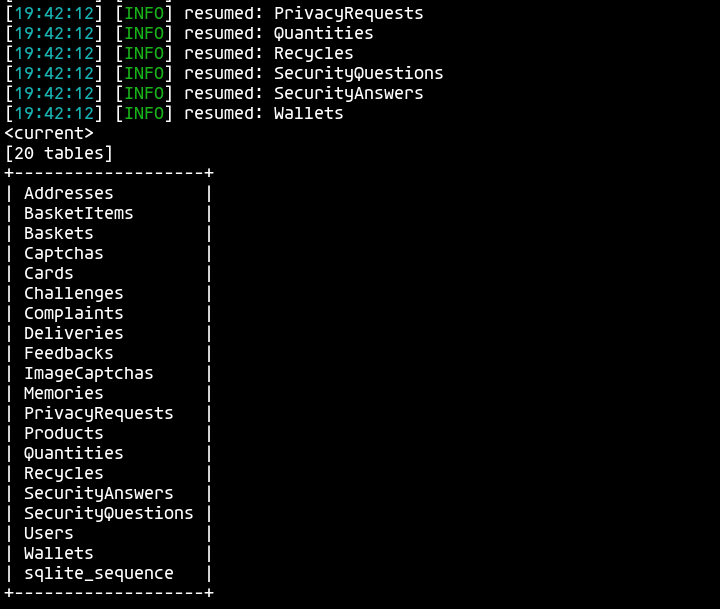 [19:42:12] [INFO] resumed: PrivacyRequests
[19:42:12] [INFO] resumed: Quantities
[19:42:12] [INFO] resumed: Recycles
[19:42:12] [INFO] resumed: SecurityQuestions
[19:42:12] [INFO] resumed: SecurityAnswers
[19:42:12] [INFO] resumed: Wallets
<current>
[20 tables]
+-------------------+
| Addresses         |
| BasketItems       |
| Baskets           |
| Captchas          |
| Cards             |
| Challenges        |
| Complaints        |
| Deliveries        |
| Feedbacks         |
| ImageCaptchas     |
| Memories          |
| PrivacyRequests   |
| Products          |
| Quantities        |
| Recycles          |
| SecurityAnswers   |
| SecurityQuestions |
| Users             |
| Wallets           |
| sqlite_sequence   |
+-------------------+